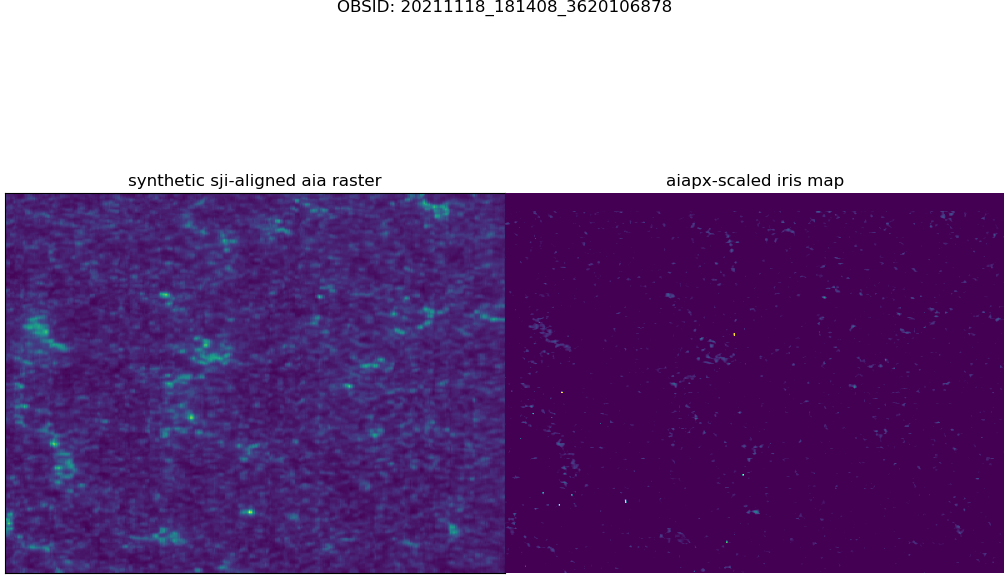 OBSID: 20211118_181408_3620106878
synthetic sji-aligned aia raster
aiapx-scaled iris map